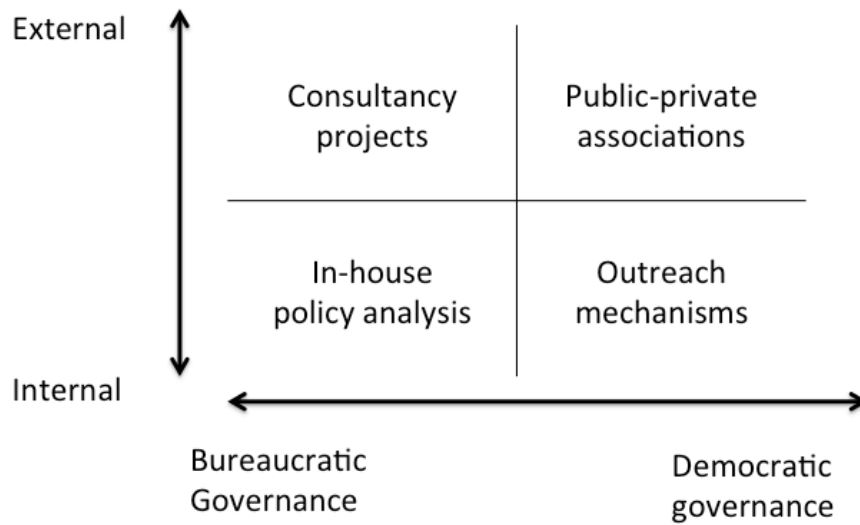 External
Consultancy
projects
Public-private
associations
In-house
policy analysis
Outreach
mechanisms
Internal
Bureaucratic
Governance
Democratic
governance